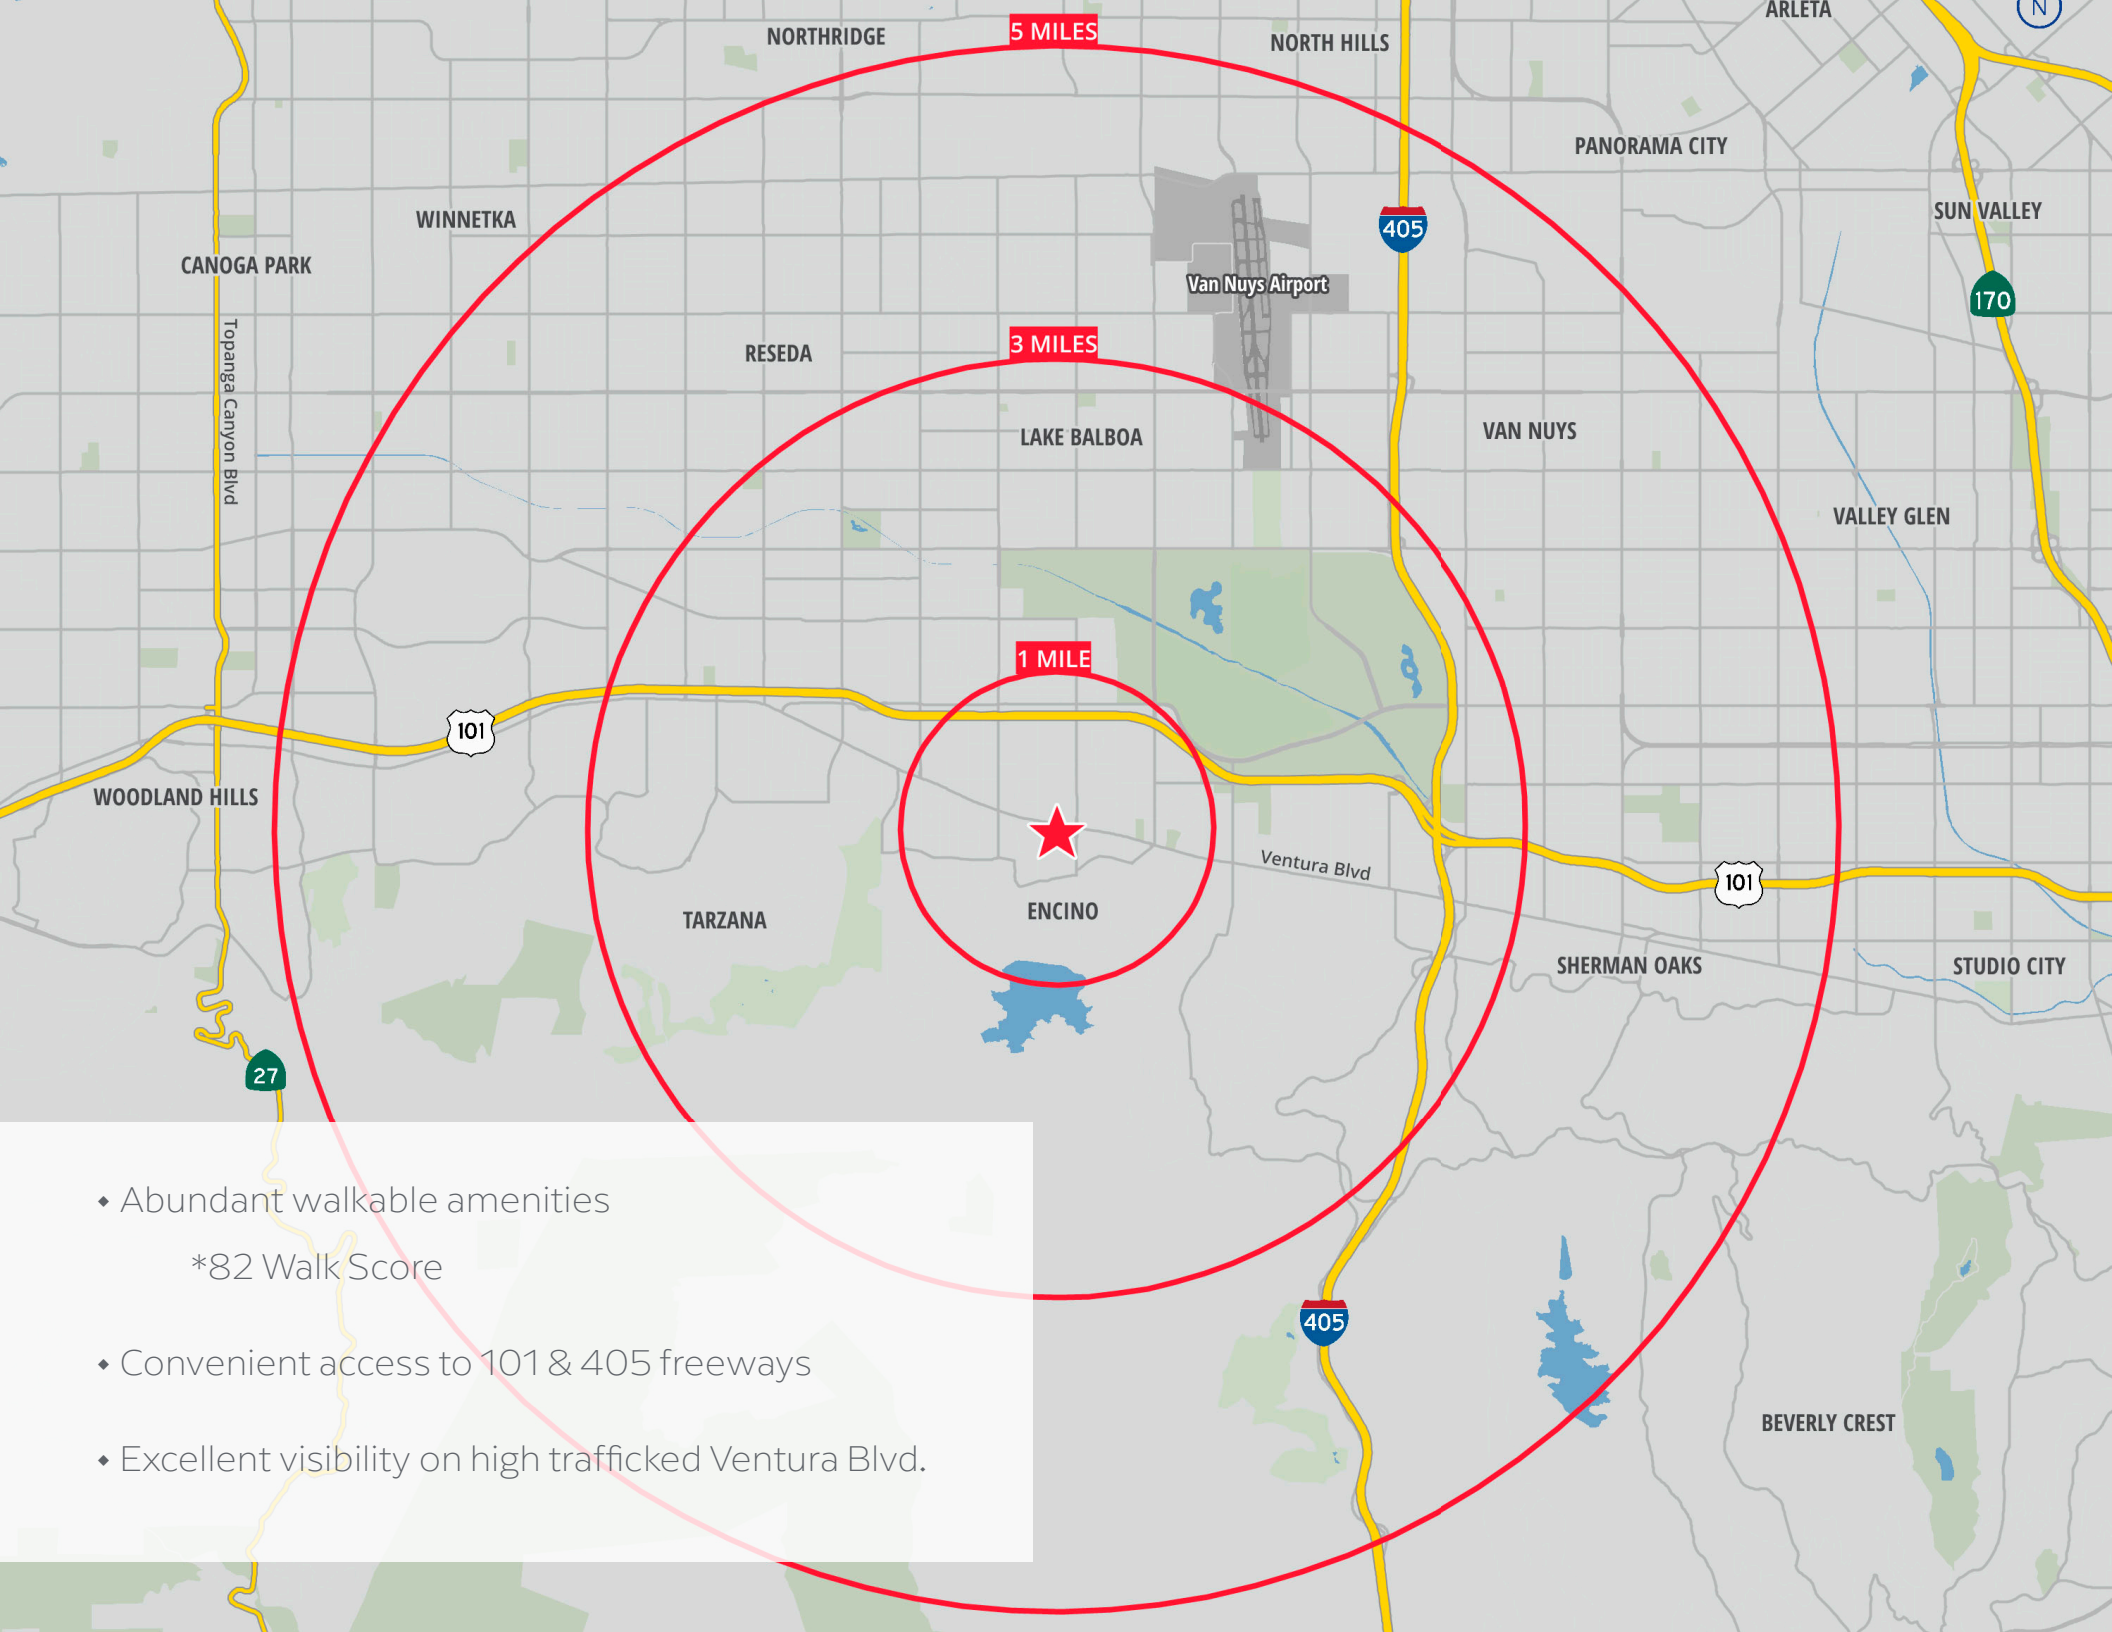 ARLETA
N
5 MILES
NORTHRIDGE
NORTH HILLS
PANORAMA CITY
WINNETKA
SUN VALLEY
405
CANOGA PARK
Van Nuys Airport
170
Topanga Canyon Blvd
RESEDA
3 MILES
LAKE BALBOA
VAN NUYS
VALLEY GLEN
1 MILE
101
WOODLAND HILLS
Ventura Blvd
101
TARZANA
ENCINO
SHERMAN OAKS
STUDIO CITY
27
405
BEVERLY CREST
• Abundant walkable amenities
*82 Walk Score
• Convenient access to 101 & 405 freeways
• Excellent visibility on high trafficked Ventura Blvd.